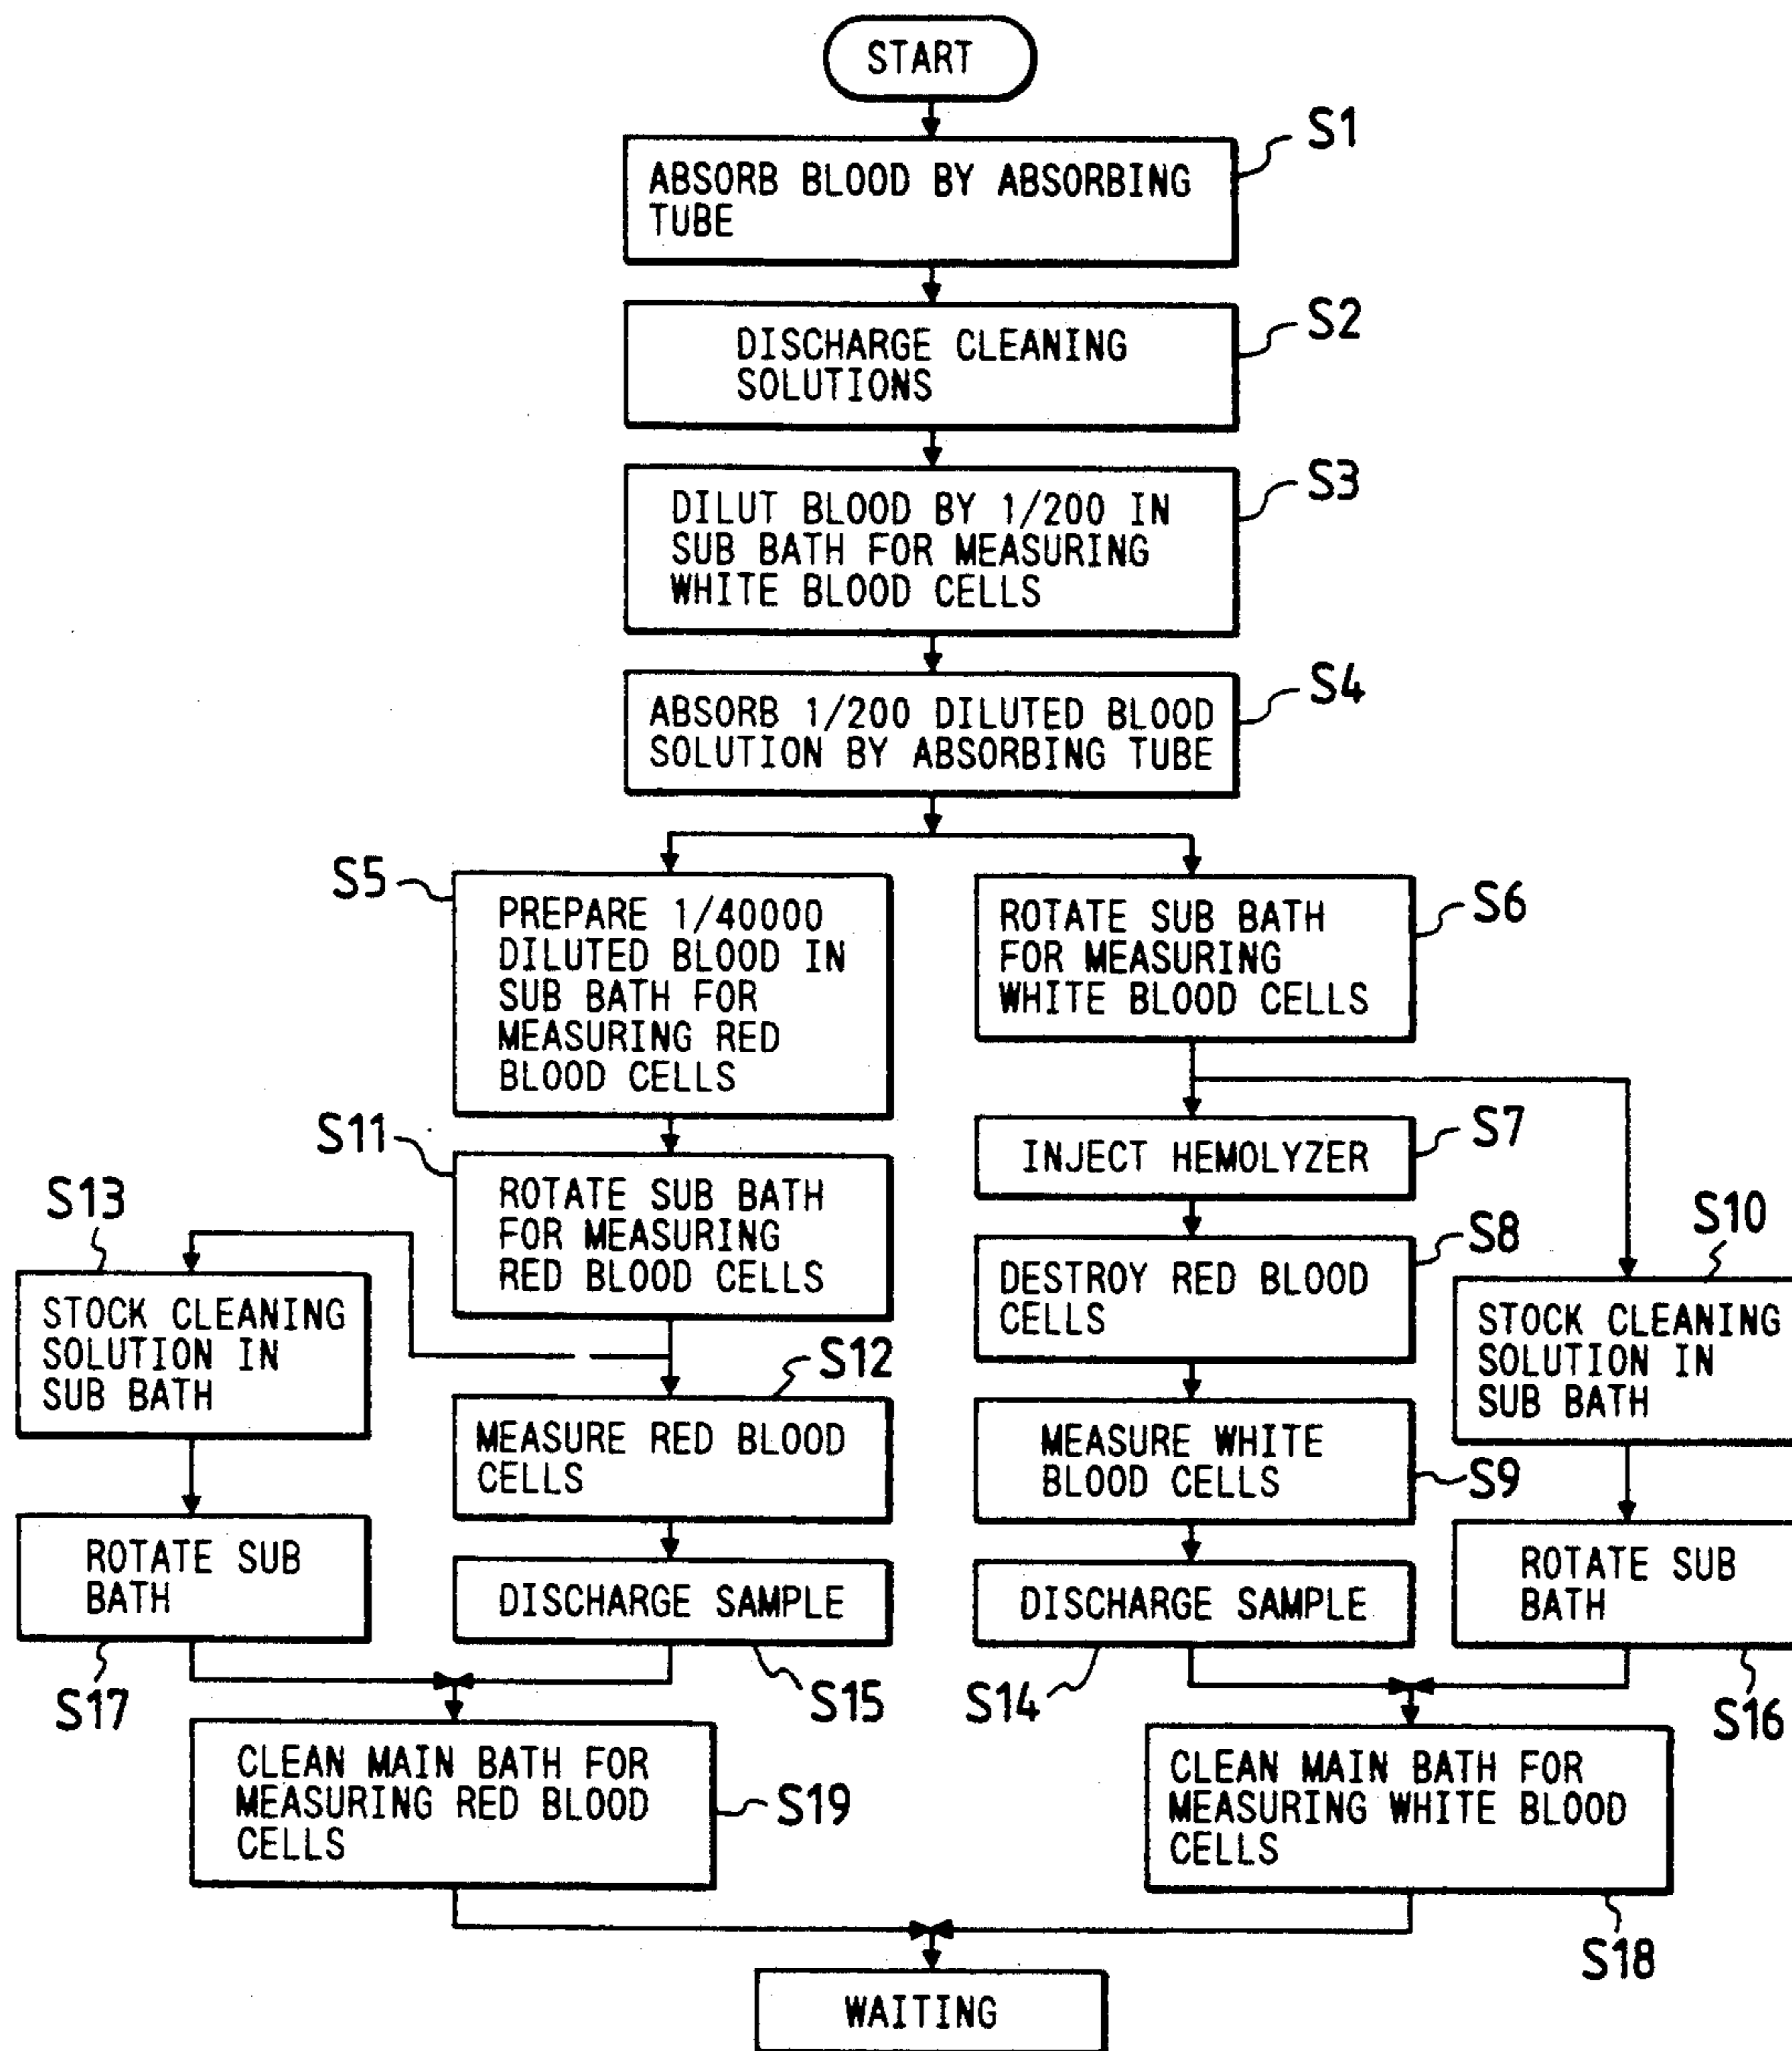 START
S1
ABSORB BLOOD BY ABSORBING
TUBE
S2
DISCHARGE CLEANING
SOLUTIONS
S3
DILUT BLOOD BY 1/200 IN
SUB BATH FOR MEASURING
WHITE BLOOD CELLS
S4
ABSORB 1/200 DILUTED BLOOD
SOLUTION BY ABSORBING TUBE
S5
PREPARE 1/40000
DILUTED BLOOD IN
SUB BATH FOR
MEASURING RED
BLOOD CELLS
S6
ROTATE SUB BATH
FOR MEASURING
WHITE BLOOD CELLS
S11
ROTATE SUB BATH
FOR MEASURING
RED BLOOD CELLS
S7
INJECT HEMOLYZER
S8
DESTROY RED BLOOD
CELLS
S13
STOCK CLEANING
SOLUTION IN
SUB BATH
S12
MEASURE RED BLOOD
CELLS
MEASURE WHITE
BLOOD CELLS
S9
S10
STOCK CLEANING
SOLUTION IN
SUB BATH
ROTATE SUB
BATH
S17
DISCHARGE SAMPLE
S15
DISCHARGE SAMPLE
S14
ROTATE SUB
BATH
S16
CLEAN MAIN BATH FOR
MEASURING RED BLOOD
CELLS
S19
CLEAN MAIN BATH FOR
MEASURING WHITE BLOOD
CELLS
S18
WAITING